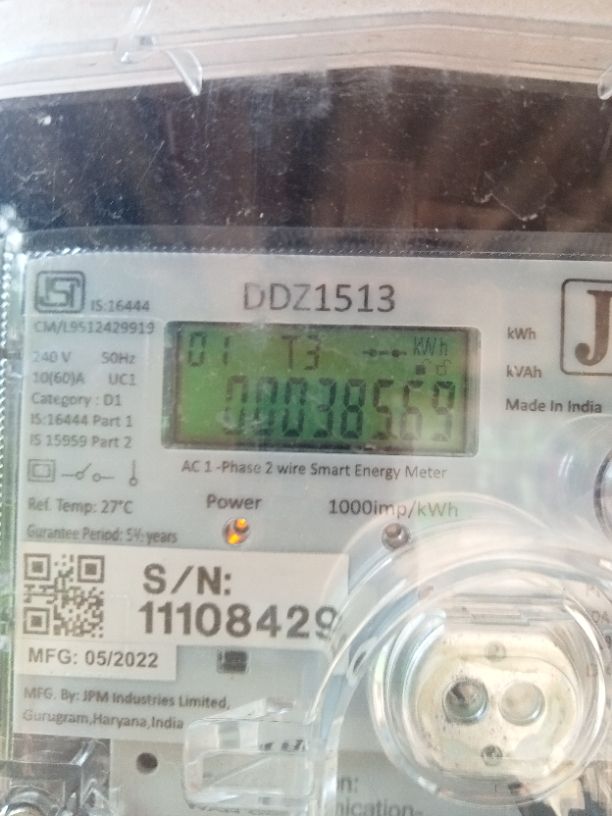 ISI IS:16444
DDZ1513
CM/L9512429919
240 V 50Hz
10(60)A UC1
Category : D1
IS:16444 Part 1
IS 15959 Part 2
01 T3 kWh
00038569
kWh
kVAh
J
Made In India
AC 1 -Phase 2 wire Smart Energy Meter
Ref. Temp: 27°C
Power
1000imp/kWh
Gurantee Period: 5½ years
S/N:
11108429
MFG: 05/2022
MFG. By: JPM Industries Limited,
Gurugram,Haryana,India